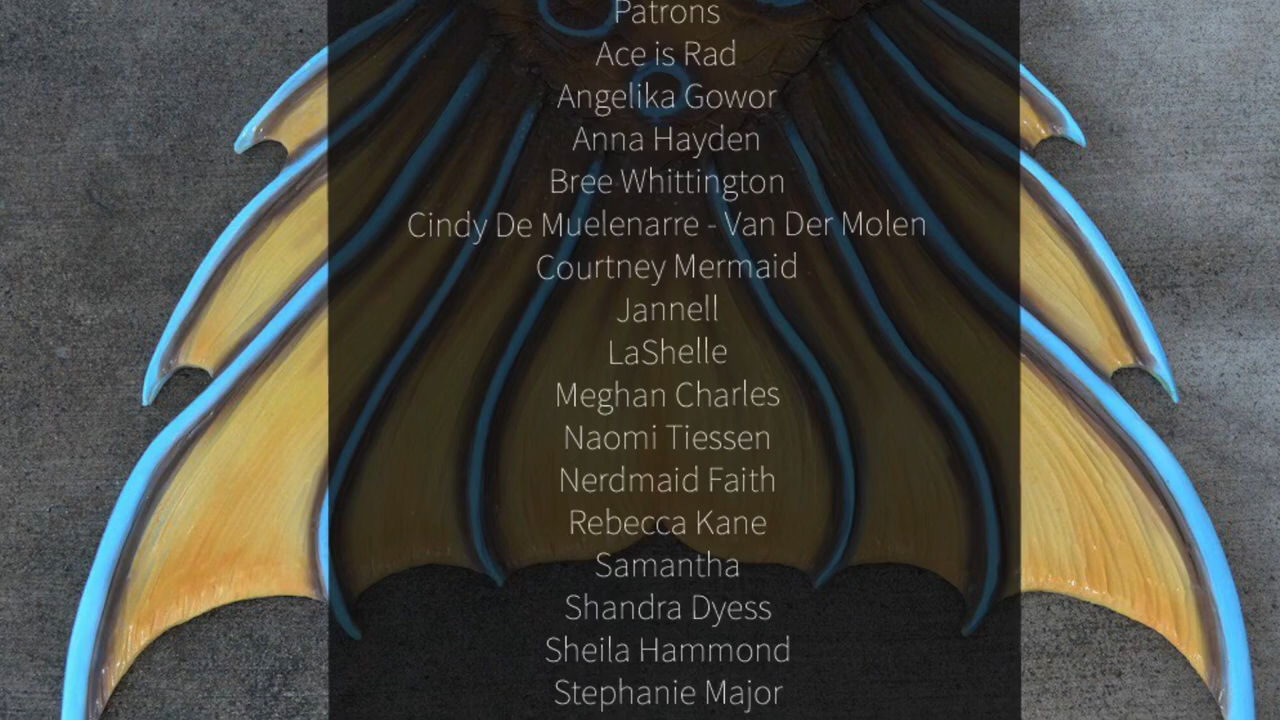 Patrons
Ace is Rad
Angelika Gowor
Anna Hayden
Bree Whittington
Cindy De Muelenarre - Van Der Molen
Courtney Mermaid
Jannell
LaShelle
Meghan Charles
Naomi Tiessen
Nerdmaid Faith
Rebecca Kane
Samantha
Shandra Dyess
Sheila Hammond
Stephanie Major